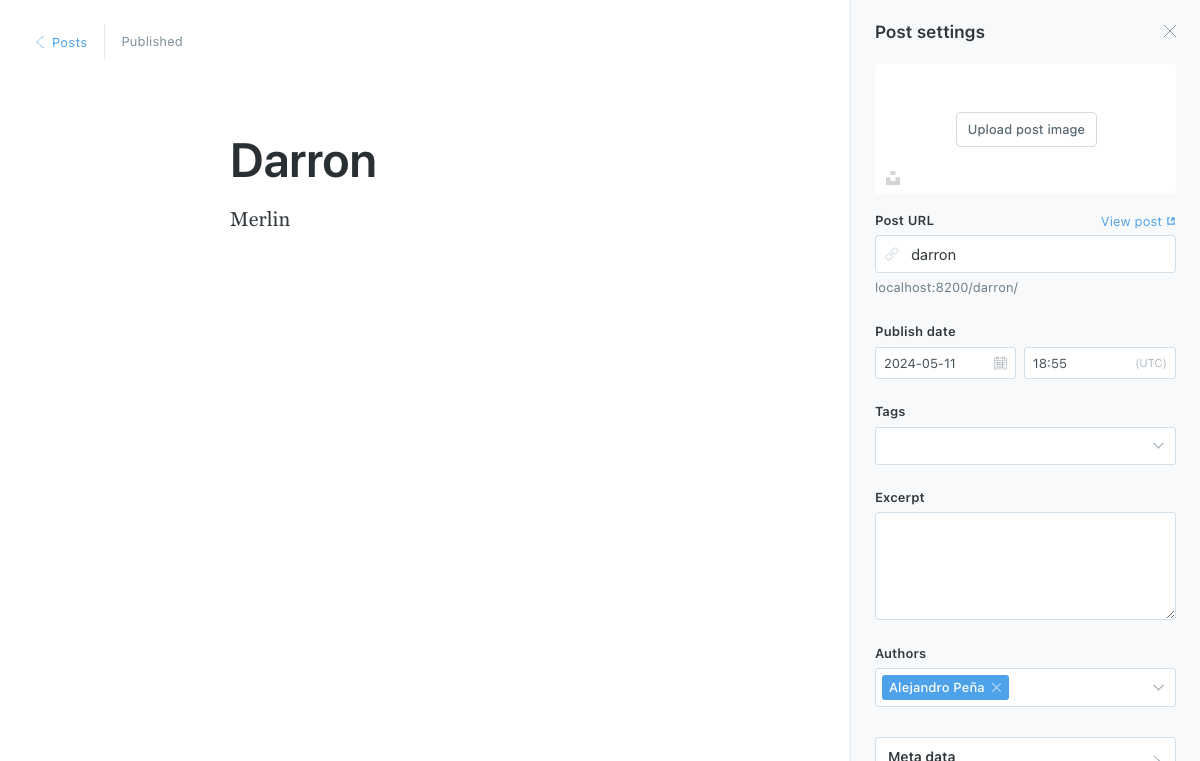 Posts
Published
Darron
Merlin
Post settings
Upload post image
Post URL
View post
darron
localhost:8200/darron/
Publish date
2024-05-11
18:55
(UTC)
Tags
Excerpt
Authors
Alejandro Peña
Meta data